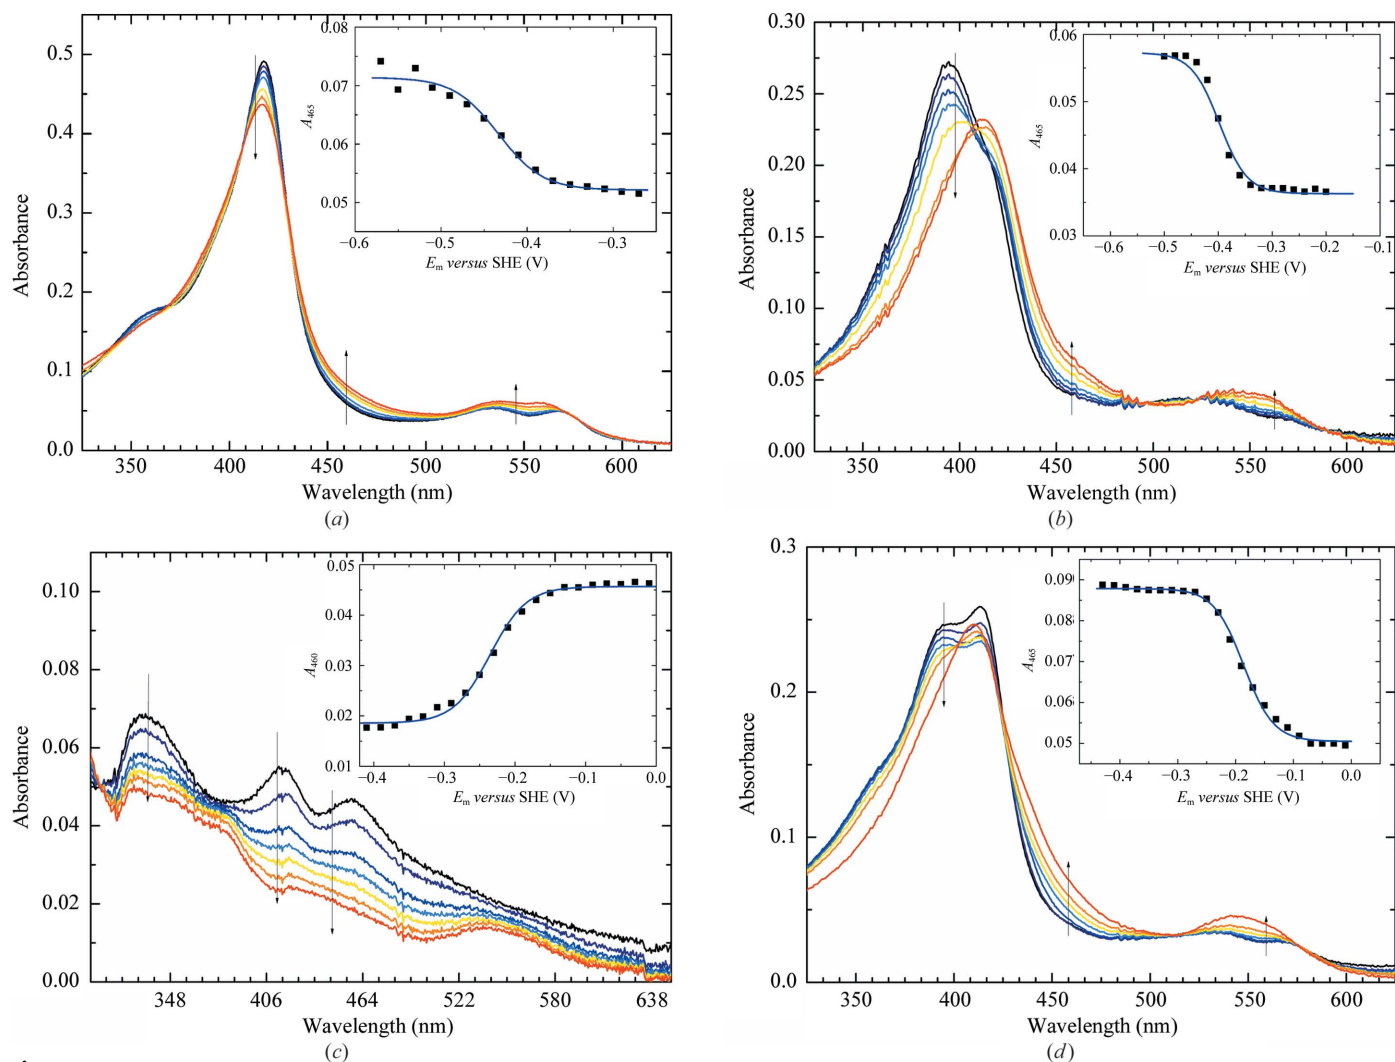 0.5
0.4
0.3
0.2
0.1
0.0
Absorbance
350 400 450 500 550 600
Wavelength (nm)
(a)
0.08
0.07
0.06
0.05
0.04
A465
−0.6 −0.5 −0.4 −0.3
Em versus SHE (V)
0.30
0.25
0.20
0.15
0.10
0.05
0.00
Absorbance
350 400 450 500 550 600
Wavelength (nm)
(b)
0.06
0.05
0.04
0.03
A465
−0.6 −0.5 −0.4 −0.3 −0.2 −0.1
Em versus SHE (V)
0.10
0.08
0.06
0.04
0.02
0.00
Absorbance
348 406 464 522 580 638
Wavelength (nm)
(c)
0.05
0.04
0.03
0.02
0.01
A460
−0.4 −0.3 −0.2 −0.1 0.0
Em versus SHE (V)
0.3
0.2
0.1
0.0
Absorbance
350 400 450 500 550 600
Wavelength (nm)
(d)
0.09
0.08
0.07
0.06
0.05
A465
−0.4 −0.3 −0.2 −0.1 0.0
Em versus SHE (V)